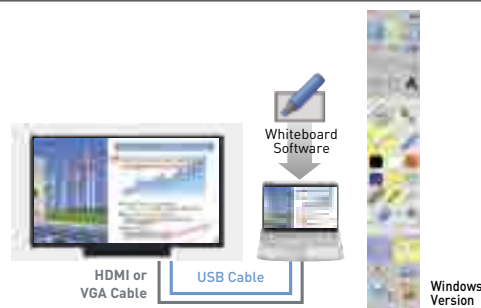 Whiteboard
Software
HDMI or
VGA Cable
USB Cable
Windows
Version